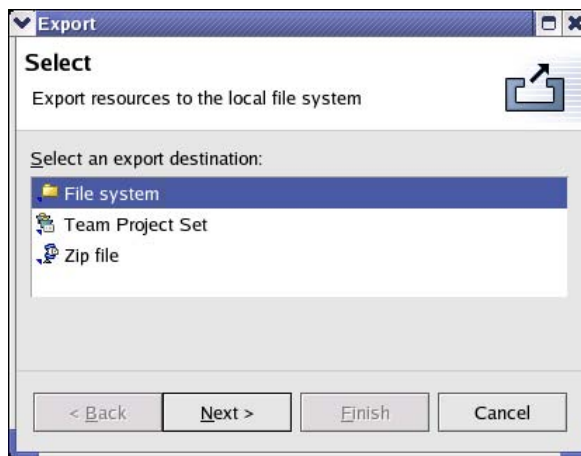 Export
Select
Export resources to the local file system
Select an export destination:
File system
Team Project Set
Zip file
< Back
Next >
Finish
Cancel